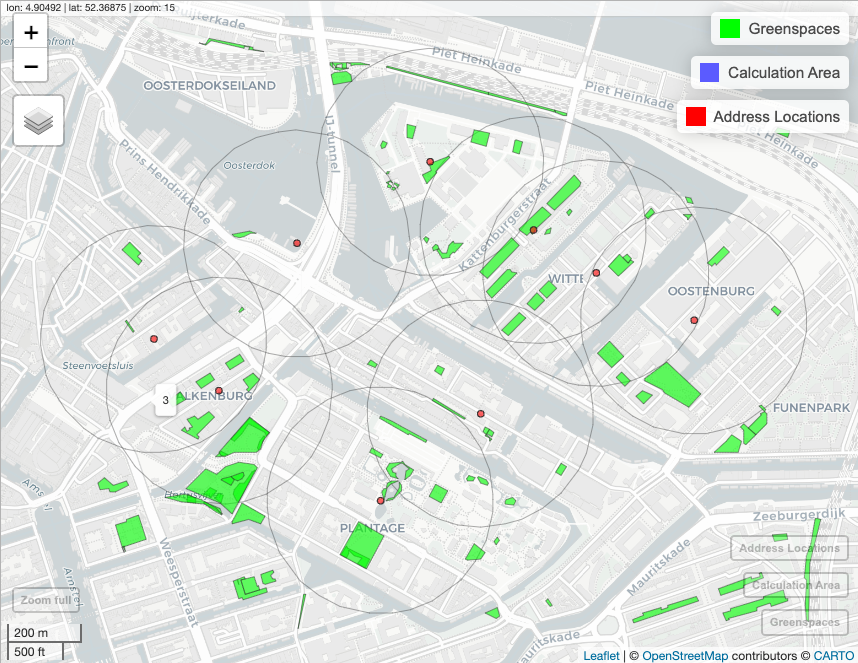 lon: 4.90492 | lat: 52.36875 | zoom: 15
+
−
Greenspaces
Calculation Area
Address Locations
Piet Heinkade
Piet Heinkade
Heinkade
OOSTERDOKSEILAND
IJ-tunnel
Prins Hendrikkade
Oosterdok
Kattenburgerstraat
WITTE
OOSTENBURG
Steenvoetsluis
3
ALKENBURG
FUNENPARK
PLANTAGE
Weesperstraat
Zeeburgerdijk
Mauritskade
Address Locations
Calculation Area
Greenspaces
Zoom full
200 m
500 ft
Leaflet | © OpenStreetMap contributors © CARTO